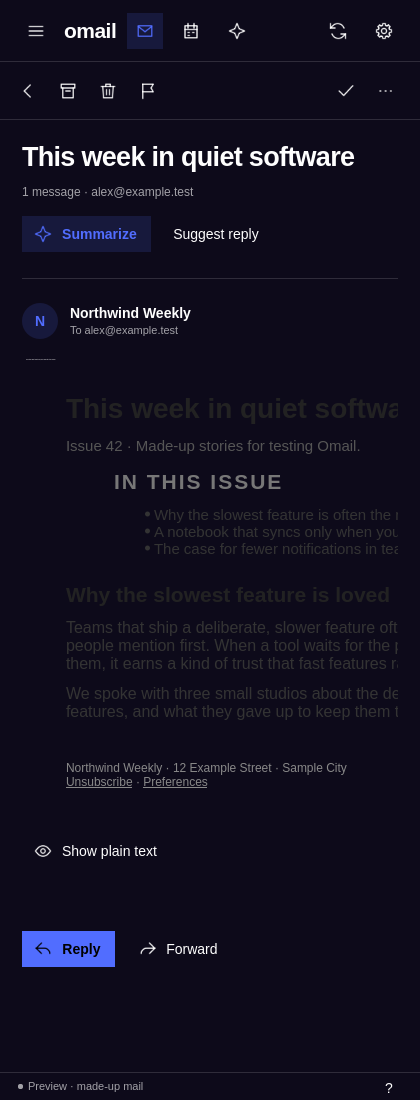 omail
This week in quiet software
1 message · alex@example.test
Summarize
Suggest reply
N
Northwind Weekly
To alex@example.test
This week in quiet softwa
Issue 42 · Made-up stories for testing Omail.
IN THIS ISSUE
• Why the slowest feature is often the
• A notebook that syncs only when you
• The case for fewer notifications in tea
Why the slowest feature is loved
Teams that ship a deliberate, slower feature oft
people mention first. When a tool waits for the
them, it earns a kind of trust that fast features
We spoke with three small studios about the de
features, and what they gave up to keep them
Northwind Weekly · 12 Example Street · Sample City
Unsubscribe · Preferences
Show plain text
Reply
Forward
Preview · made-up mail
?